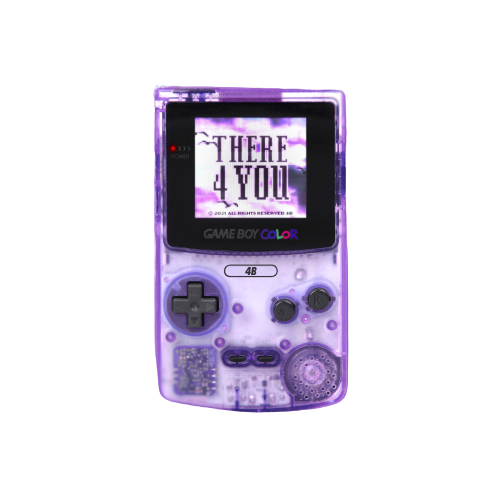 THERE
4 YOU
© 2021 ALL RIGHTS RESERVED 4B
POWER
GAME BOY COLOR
4B